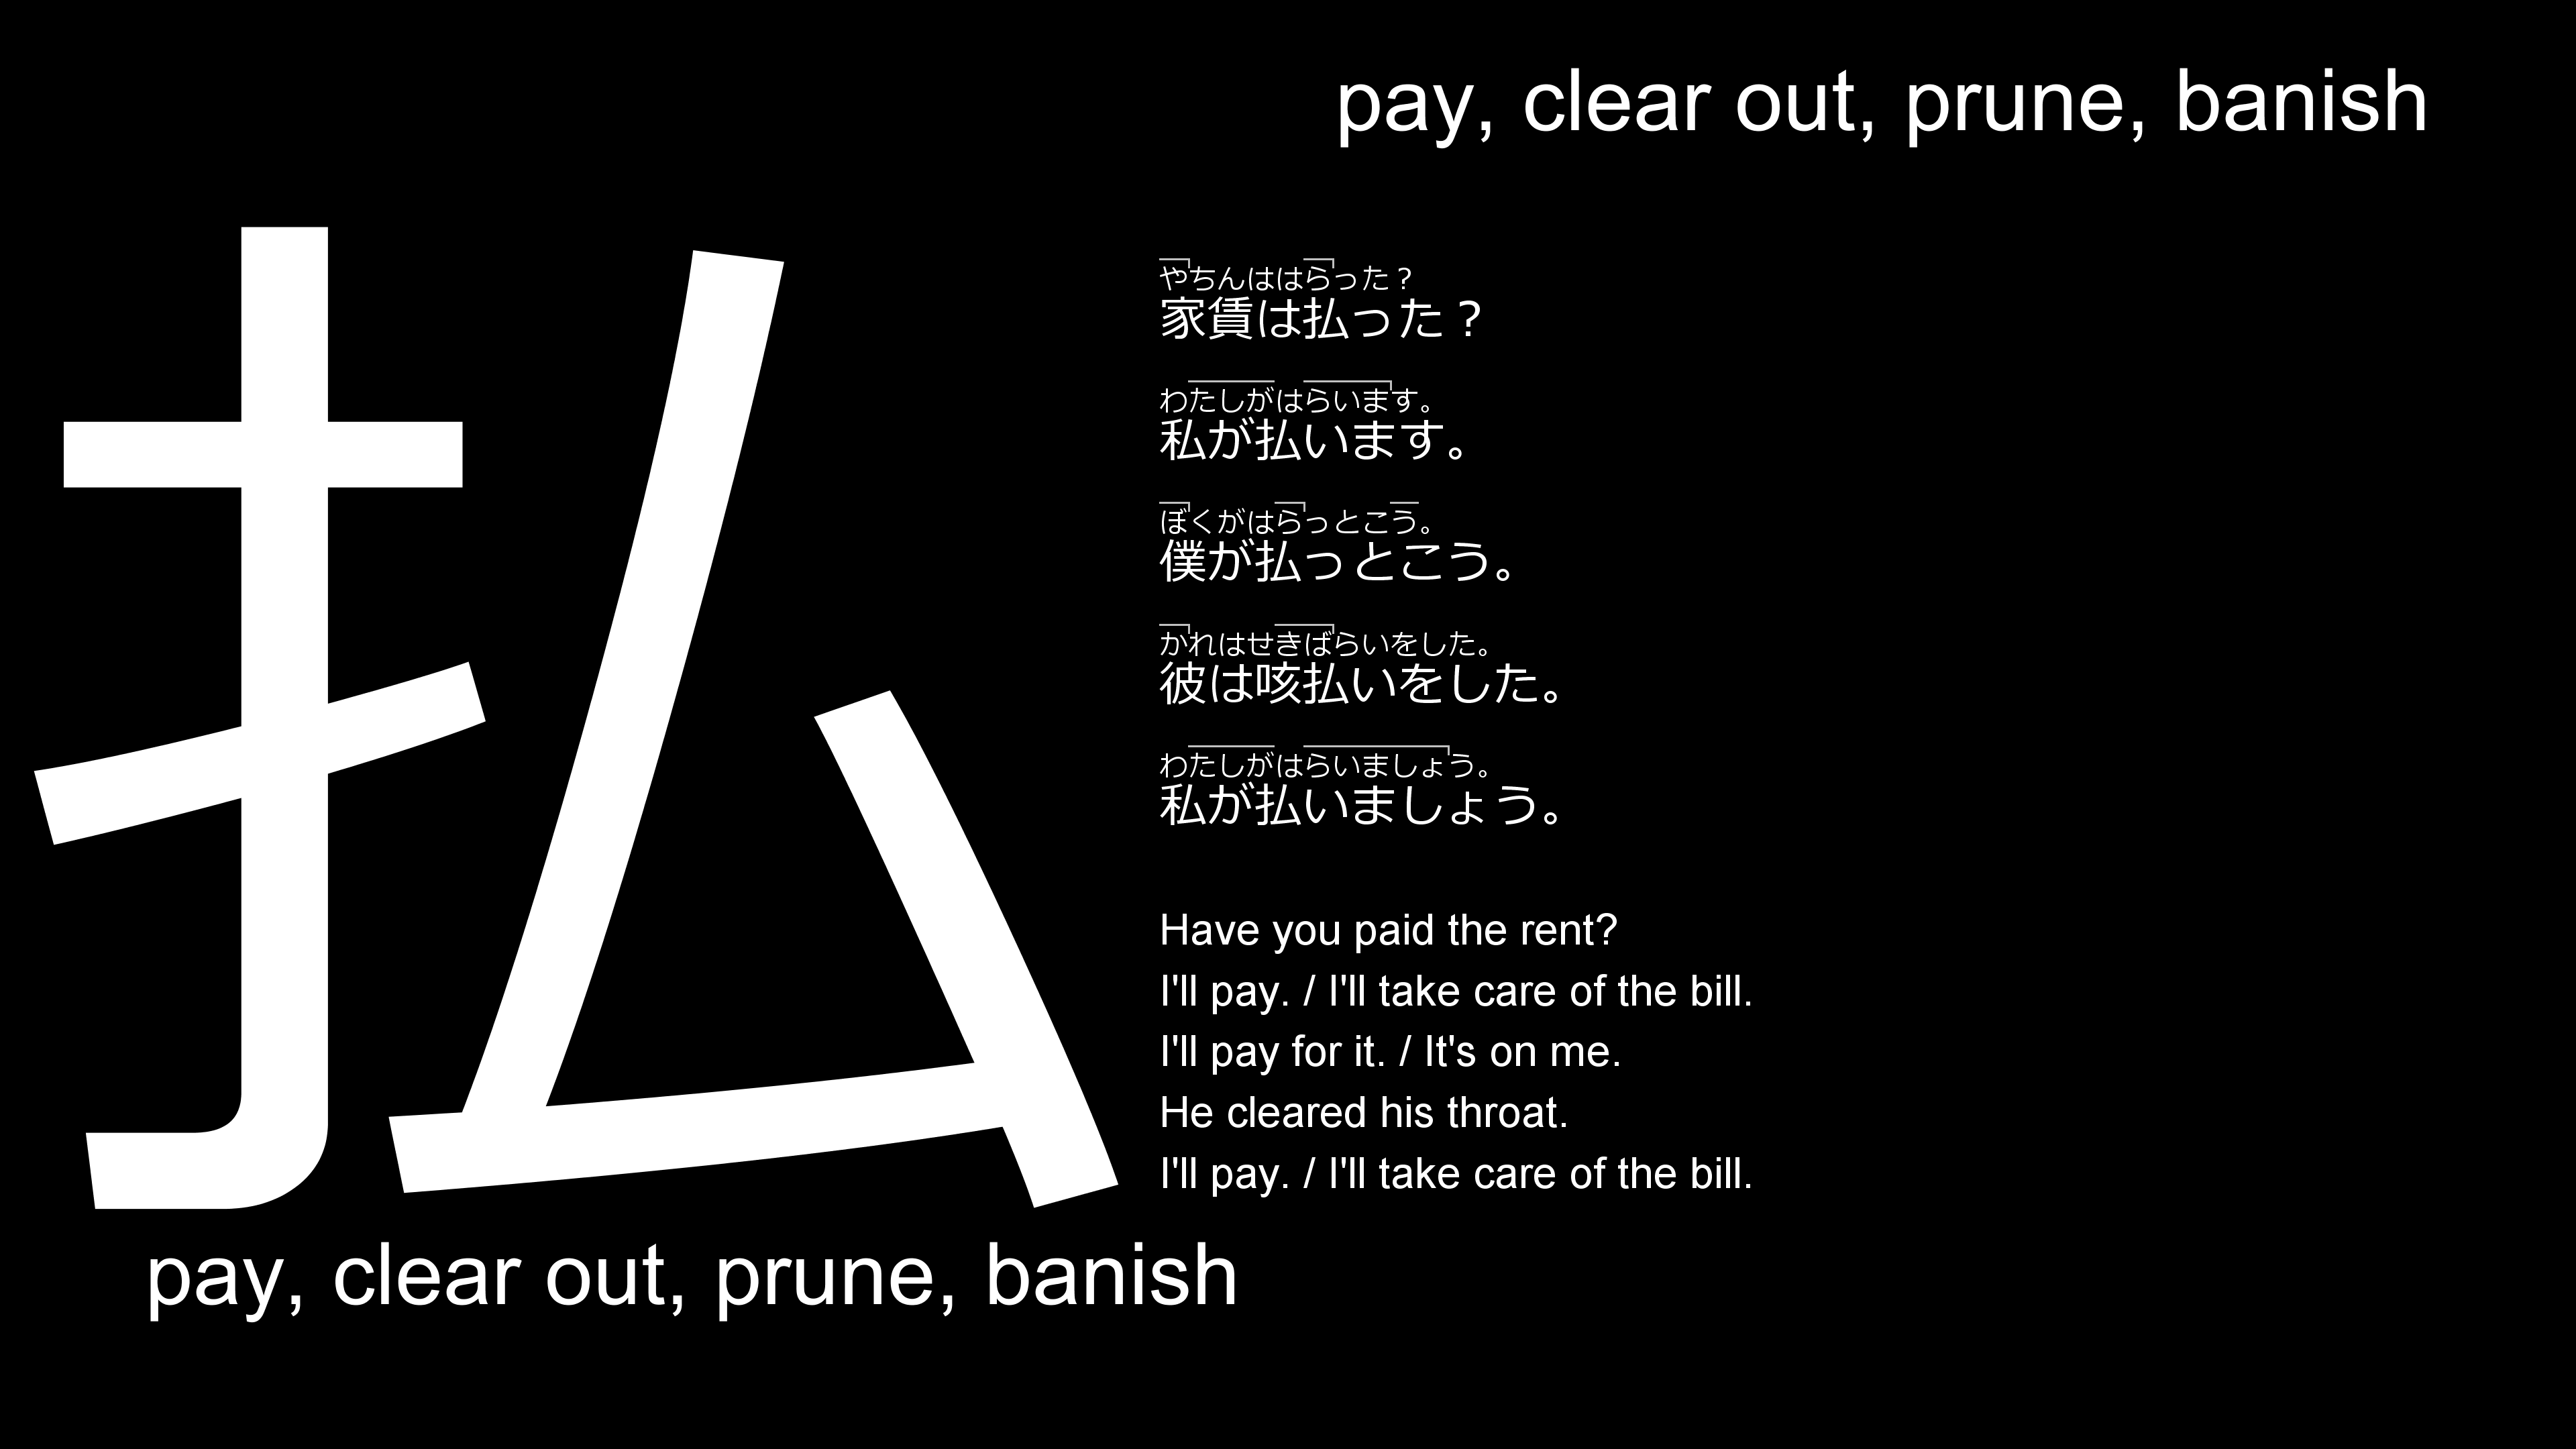 pay, clear out, prune, banish
払
やちんははらった？
家賃は払った？
わたしがはらいます。
私が払います。
ぼくがはらっとこう。
僕が払っとこう。
かれはせきばらいをした。
彼は咳払いをした。
わたしがはらいましょう。
私が払いましょう。
Have you paid the rent?
I'll pay. / I'll take care of the bill.
I'll pay for it. / It's on me.
He cleared his throat.
I'll pay. / I'll take care of the bill.
pay, clear out, prune, banish